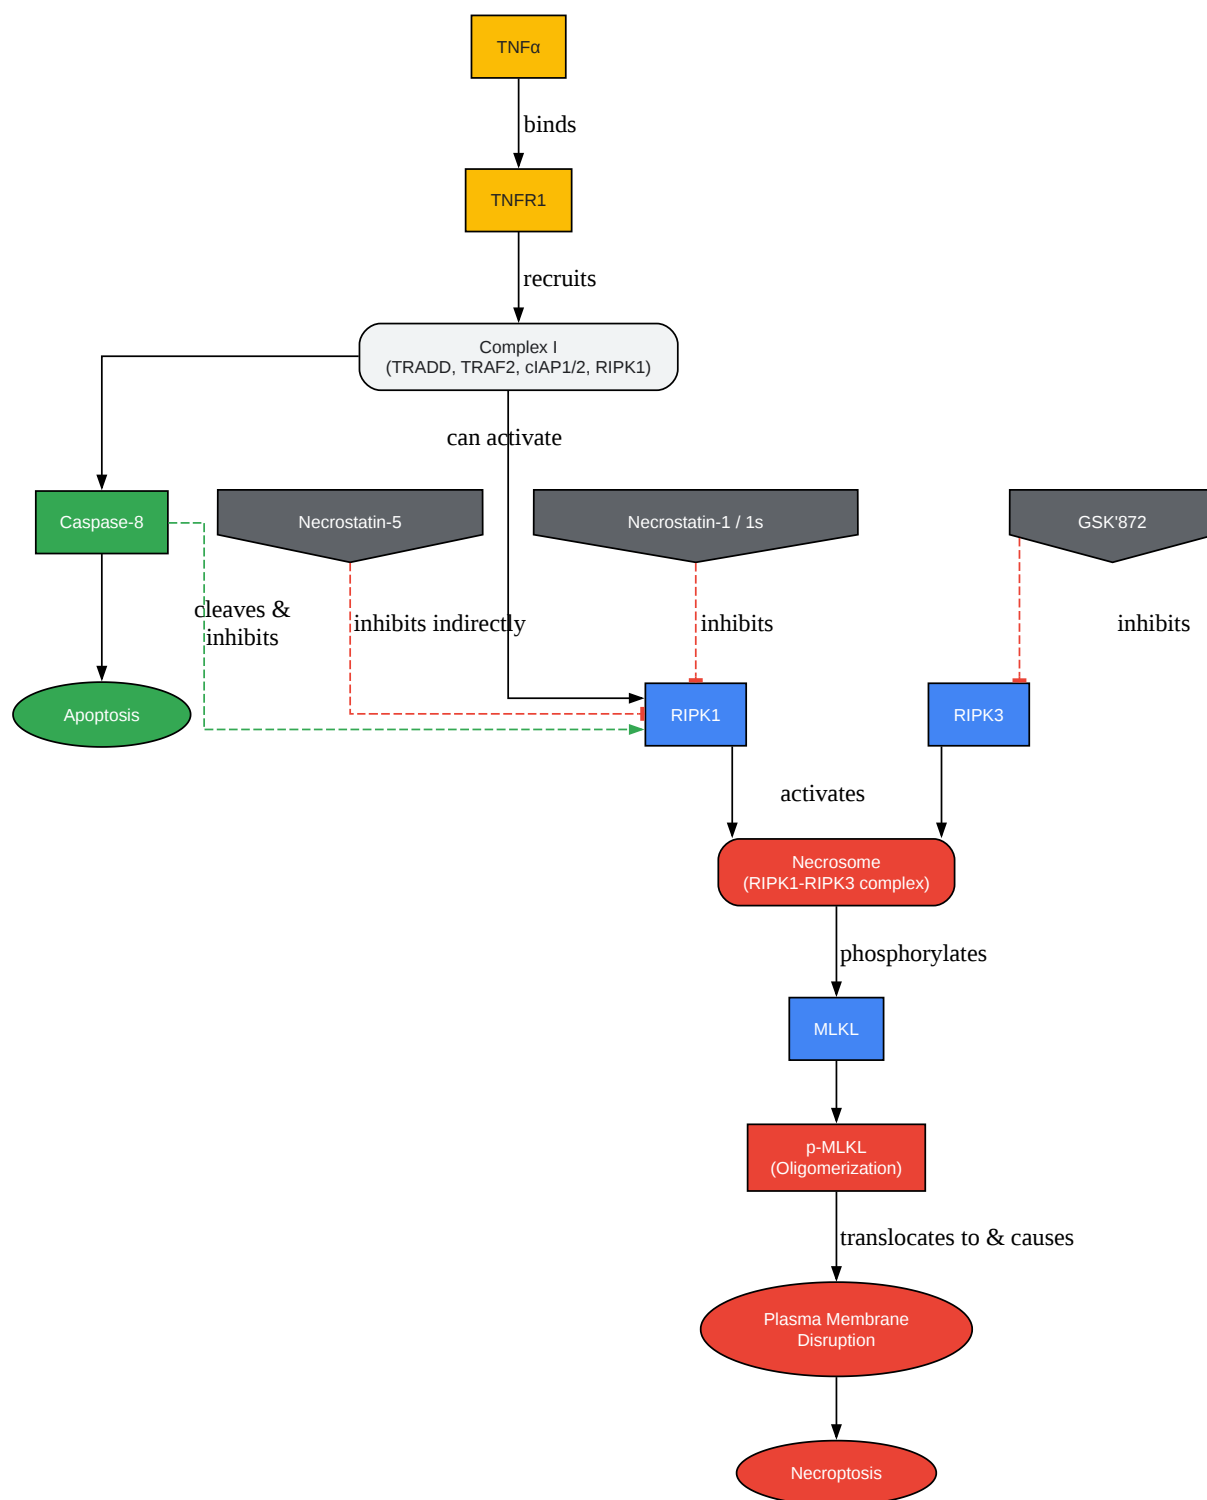 TNFα
binds
TNFR1
recruits
Complex I
(TRADD, TRAF2, cIAP1/2, RIPK1)
can activate
Caspase-8
Necrostatin-5
Necrostatin-1 / 1s
GSK'872
cleaves &
inhibits
inhibits indirectly
inhibits
inhibits
Apoptosis
RIPK1
RIPK3
activates
Necrosome
(RIPK1-RIPK3 complex)
phosphorylates
MLKL
p-MLKL
(Oligomerization)
translocates to & causes
Plasma Membrane
Disruption
Necroptosis